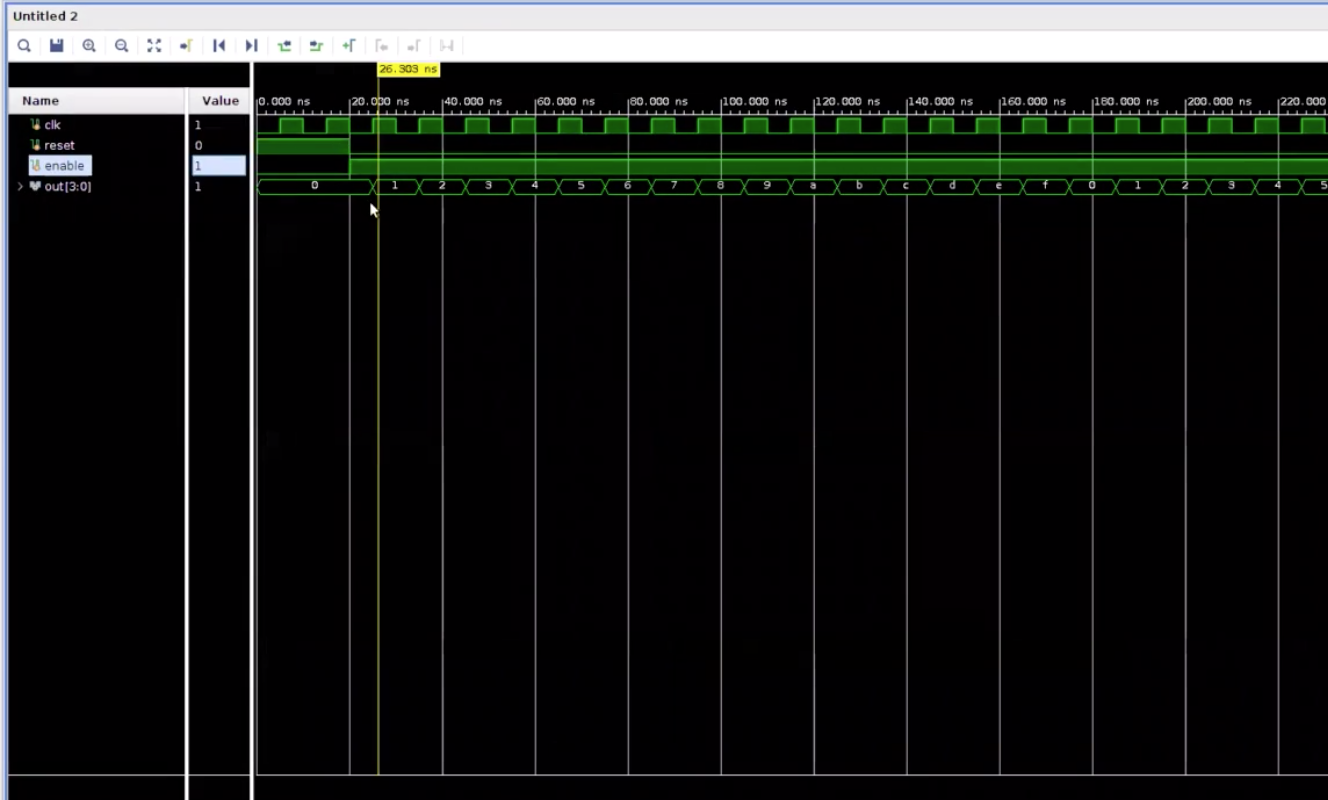 Untitled 2
26.303 ns
Name Value 0.000 ns 20.000 ns 40.000 ns 60.000 ns 80.000 ns 100.000 ns 120.000 ns 140.000 ns 160.000 ns 180.000 ns 200.000 ns 220.000
clk 1
reset 0
enable 1
out[3:0] 1 0 1 2 3 4 5 6 7 8 9 a b c d e f 0 1 2 3 4 5